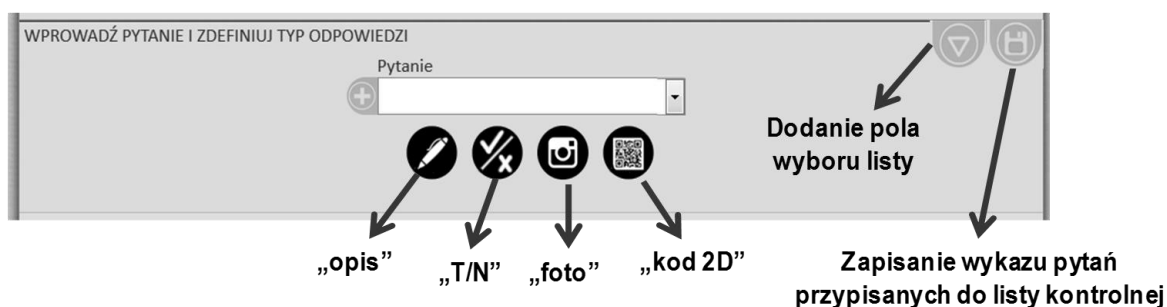 WPROWADŹ PYTANIE I ZDEFINIUJ TYP ODPOWIEDZI
Pytanie
Dodanie pola
wyboru listy
„opis”
„T/N”
„foto”
„kod 2D”
Zapisanie wykazu pytań
przypisanych do listy kontrolnej